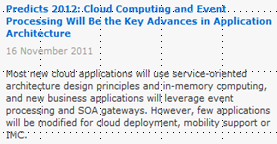 Predicts 2012: Cloud Computing and Event
Processing Will Be the Key Advances in Application
Architecture
16 November 2011
Most new cloud applications will use service-oriented
architecture design principles and in-memory computing,
and new business applications will leverage event
processing and SOA gateways. However, few applications
will be modified for cloud deployment, mobility support or
IMC.